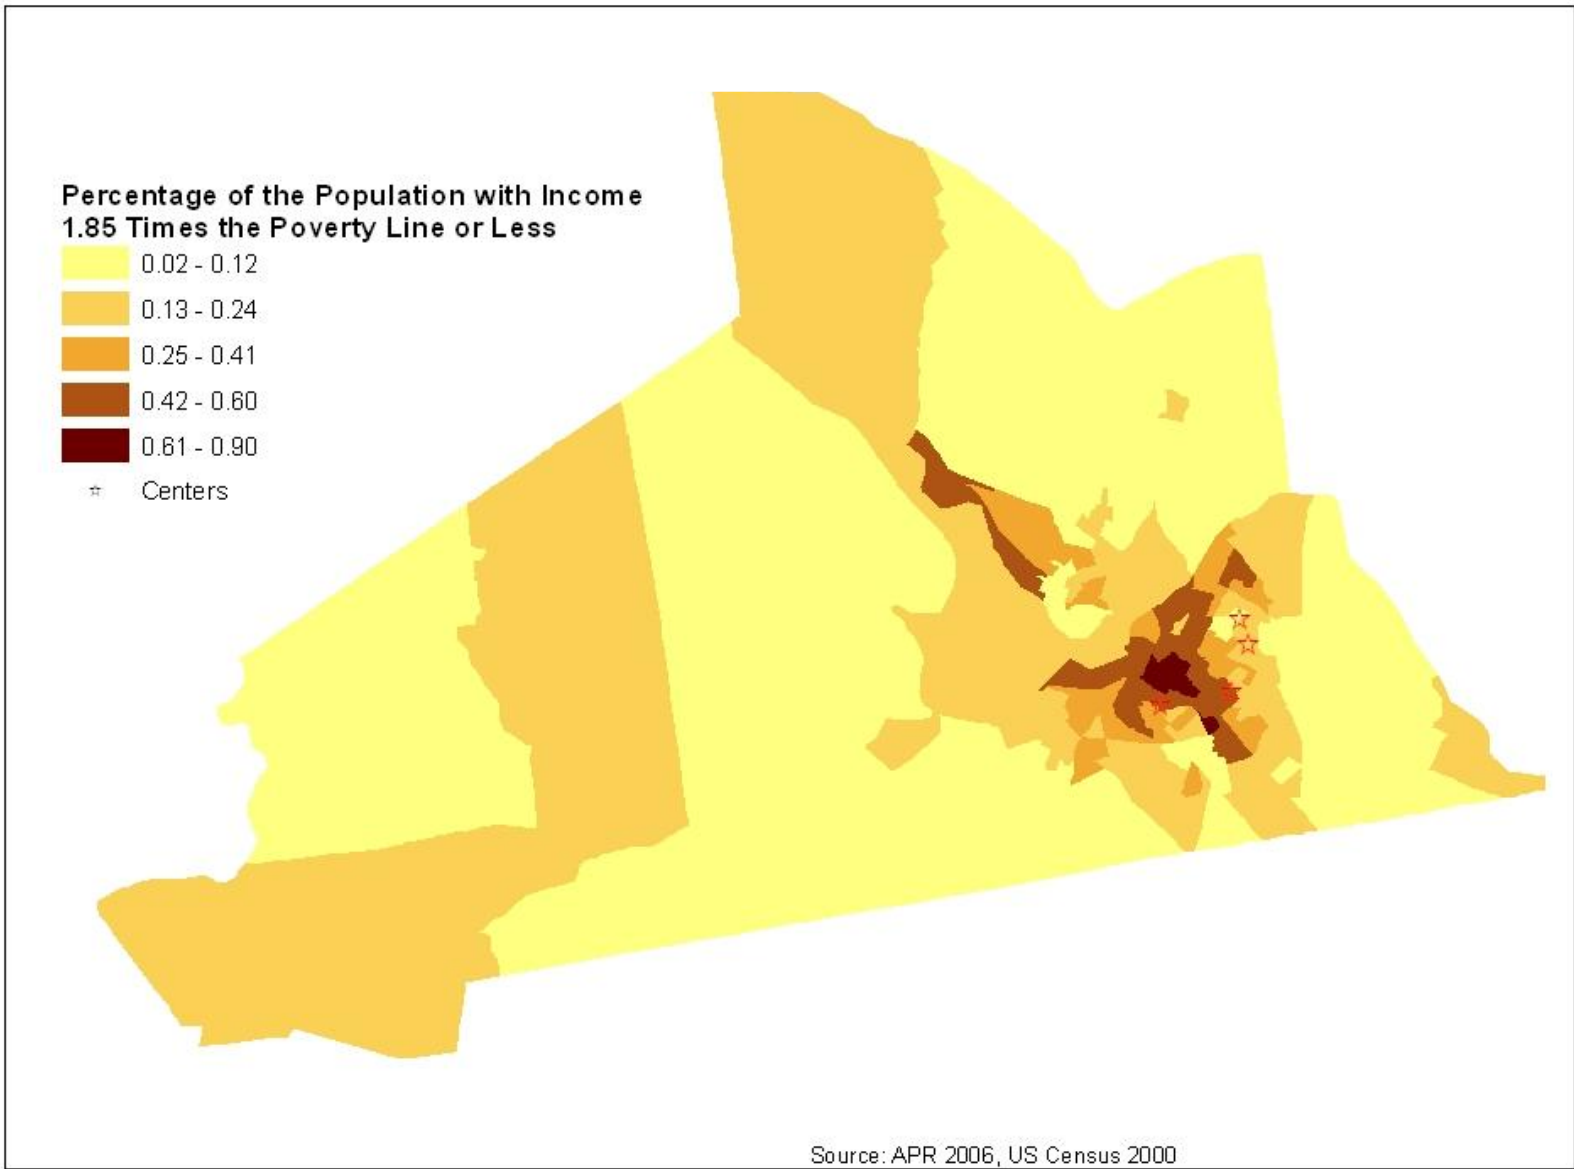 Percentage of the Population with Income
1.85 Times the Poverty Line or Less
0.02 - 0.12
0.13 - 0.24
0.25 - 0.41
0.42 - 0.60
0.61 - 0.90
Centers
Source: APR 2006, US Census 2000